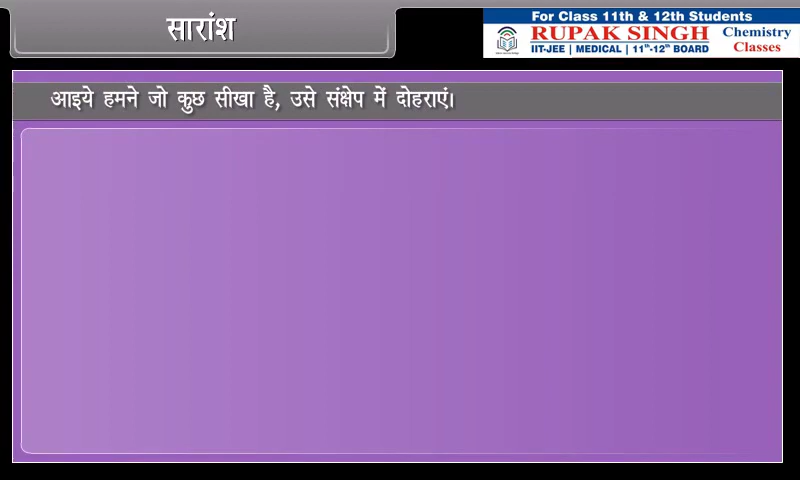 सारांश
For Class 11th & 12th Students
RUPAK SINGH
IIT-JEE | MEDICAL | 11th-12th BOARD
Chemistry
Classes
आइये हमने जो कुछ सीखा है, उसे संक्षेप में दोहराएं।